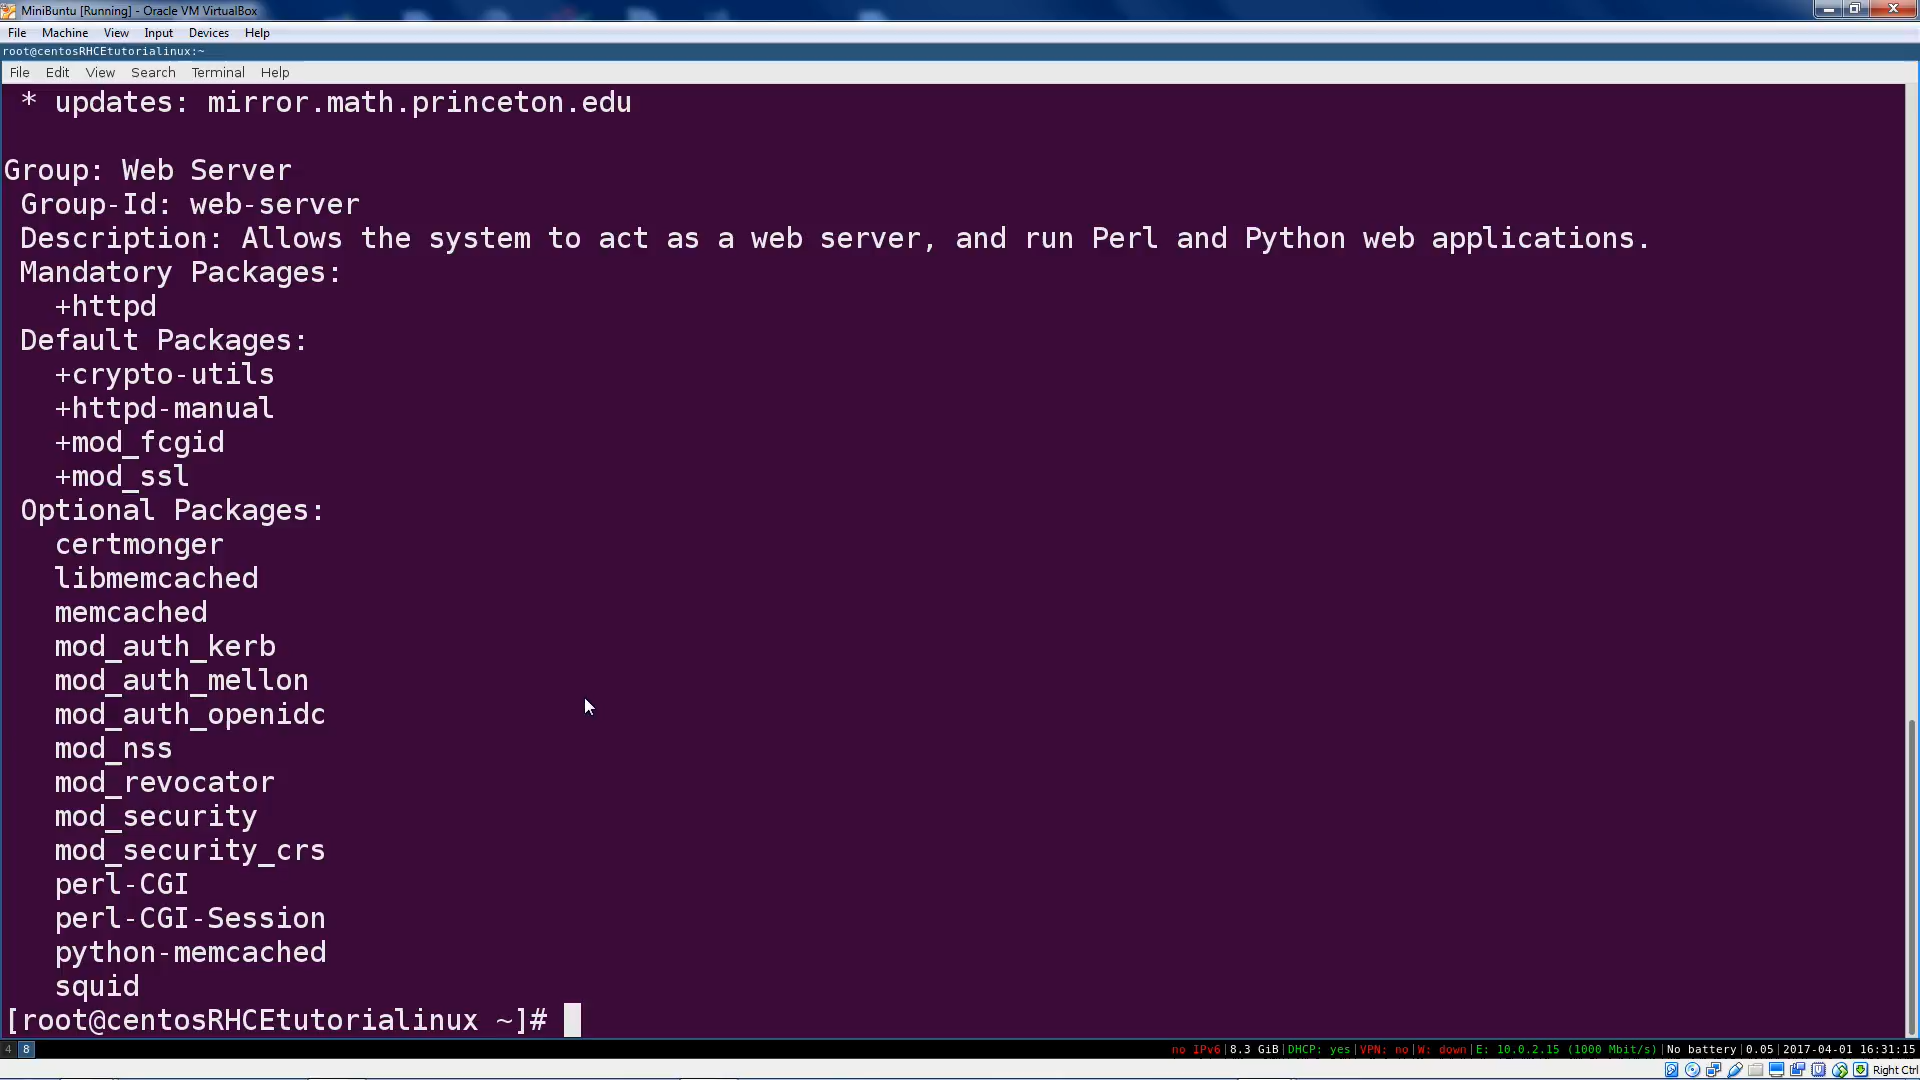 MiniBuntu [Running] - Oracle VM VirtualBox
File Machine View Input Devices Help
root@centosRHCEtutorialinux:~
File Edit View Search Terminal Help
* updates: mirror.math.princeton.edu
Group: Web Server
Group-Id: web-server
Description: Allows the system to act as a web server, and run Perl and Python web applications.
Mandatory Packages:
+httpd
Default Packages:
+crypto-utils
+httpd-manual
+mod_fcgid
+mod_ssl
Optional Packages:
certmonger
libmemcached
memcached
mod_auth_kerb
mod_auth_mellon
mod_auth_openidc
mod_nss
mod_revocator
mod_security
mod_security_crs
perl-CGI
perl-CGI-Session
python-memcached
squid
[root@centosRHCEtutorialinux ~]#
4 8 no IPv6|8.3 GiB|DHCP: yes|VPN: no|W: down|E: 10.0.2.15 (1000 Mbit/s)|No battery|0.05|2017-04-01 16:31:15
Right Ctrl